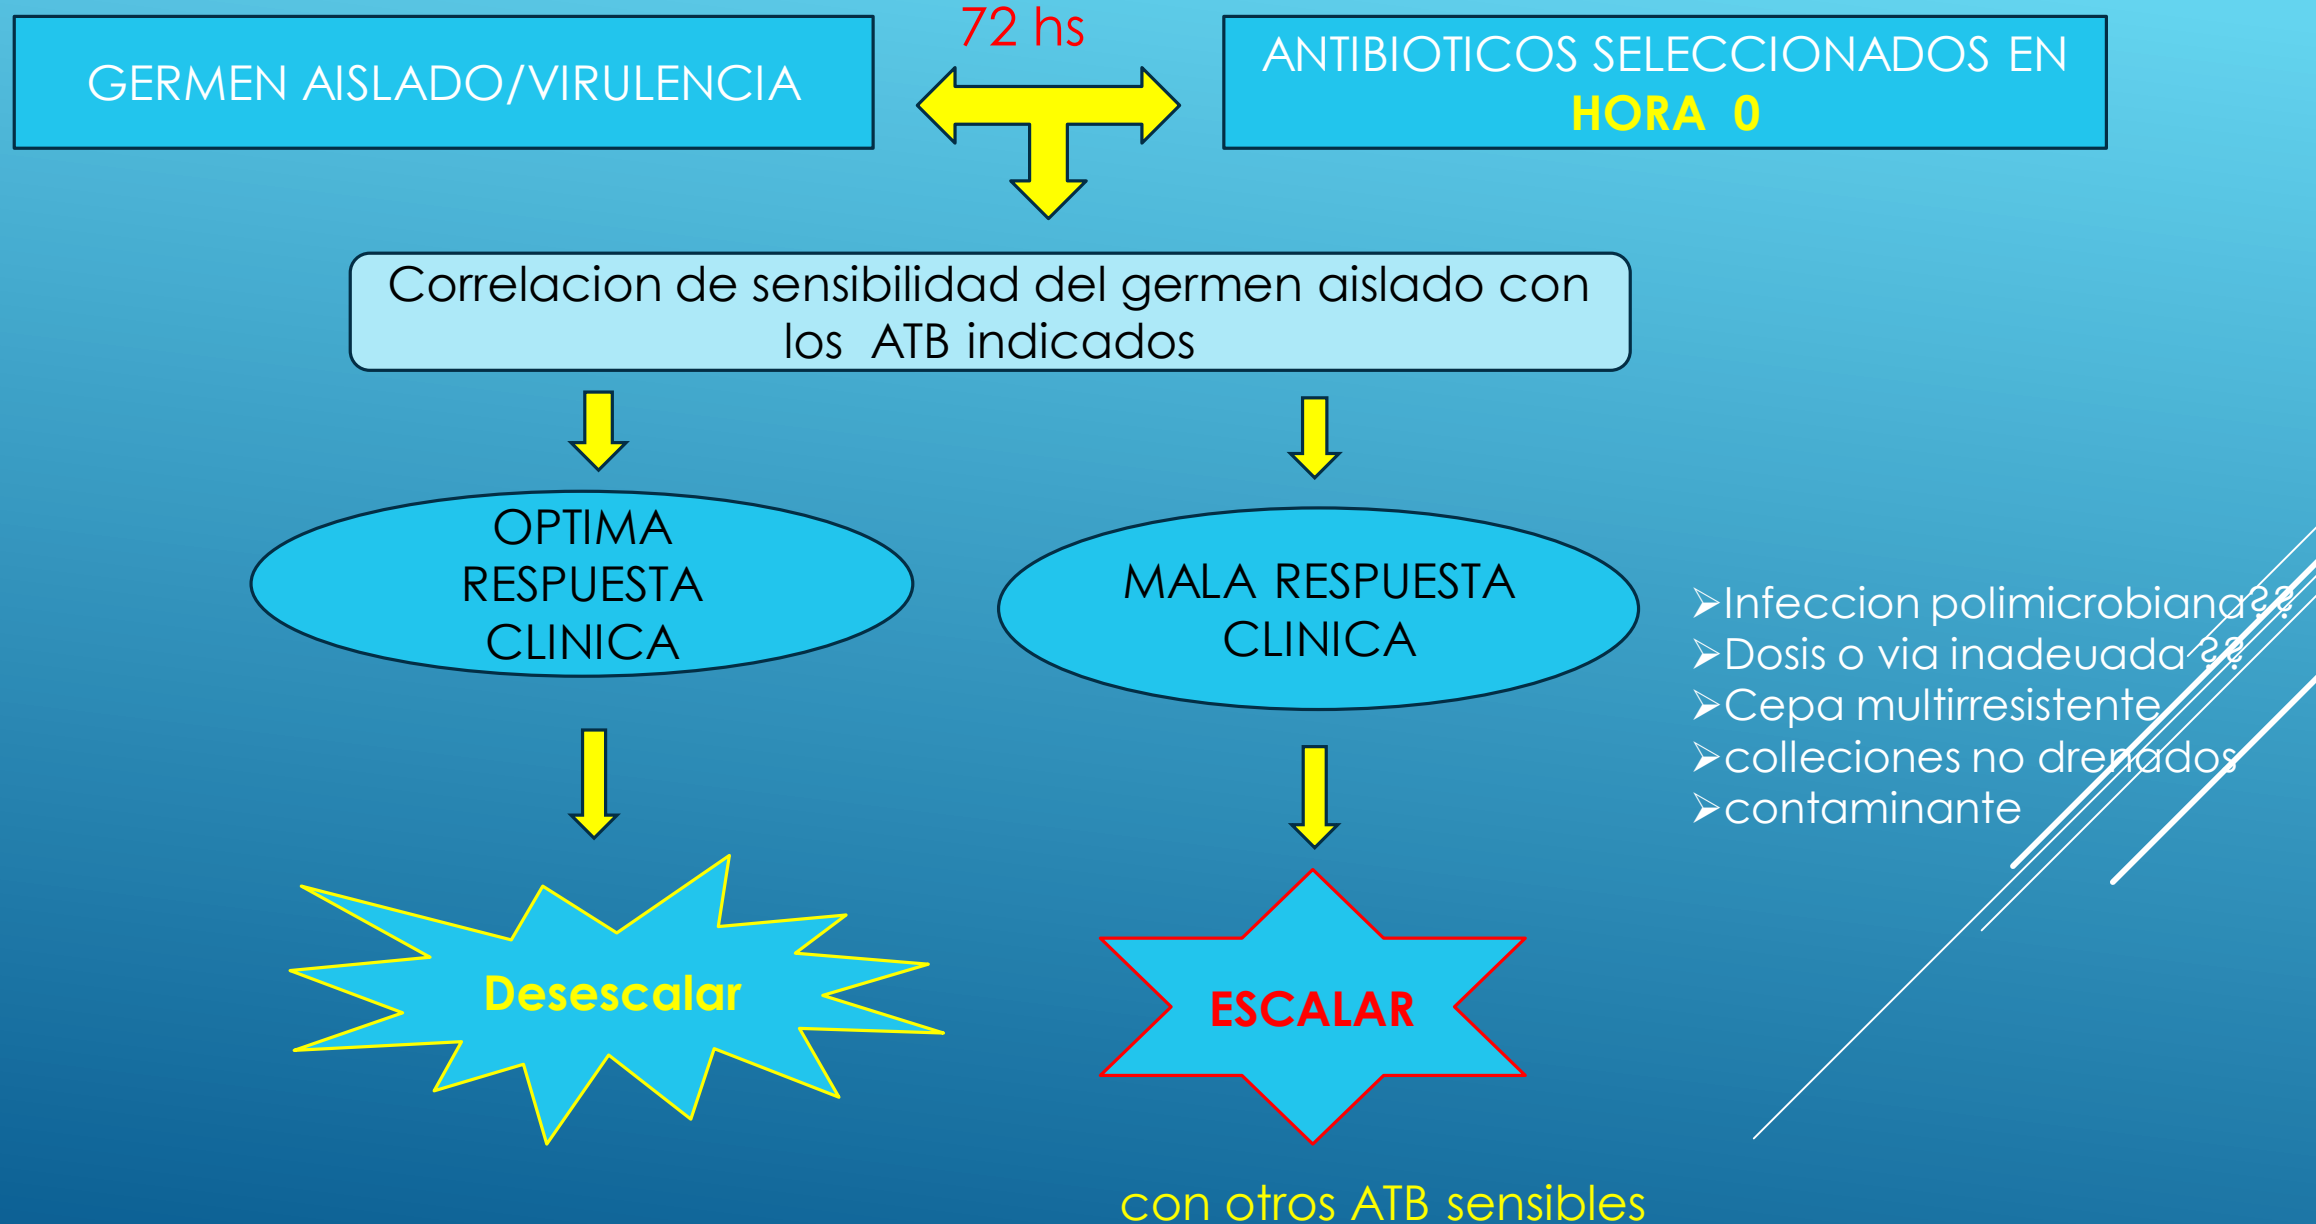 72 hs
GERMEN AISLADO/VIRULENCIA
ANTIBIOTICOS SELECCIONADOS EN
HORA 0
Correlacion de sensibilidad del germen aislado con
los ATB indicados
OPTIMA
RESPUESTA
CLINICA
MALA RESPUESTA
CLINICA
➢Infeccion polimicrobiana??
➢Dosis o via inadeuada ??
➢Cepa multirresistente
➢colleciones no drenados
➢contaminante
Desescalar
ESCALAR
con otros ATB sensibles